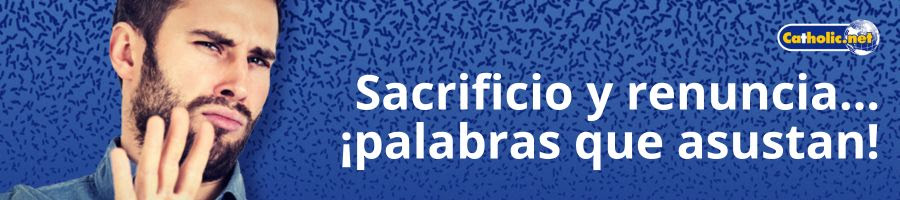 Catholic.net
Sacrificio y renuncia...
¡palabras que asustan!